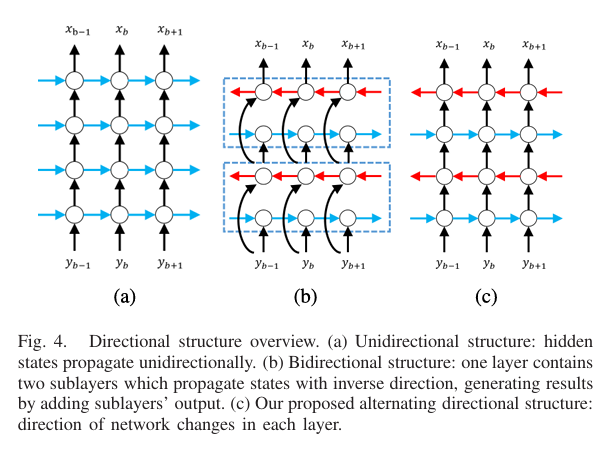 x_{b-1} x_b x_{b+1} x_{b-1} x_b x_{b+1} x_{b-1} x_b x_{b+1}
y_{b-1} y_b y_{b+1} y_{b-1} y_b y_{b+1} y_{b-1} y_b y_{b+1}
(a) (b) (c)
Fig. 4. Directional structure overview. (a) Unidirectional structure: hidden
states propagate unidirectionally. (b) Bidirectional structure: one layer contains
two sublayers which propagate states with inverse direction, generating results
by adding sublayers’ output. (c) Our proposed alternating directional structure:
direction of network changes in each layer.